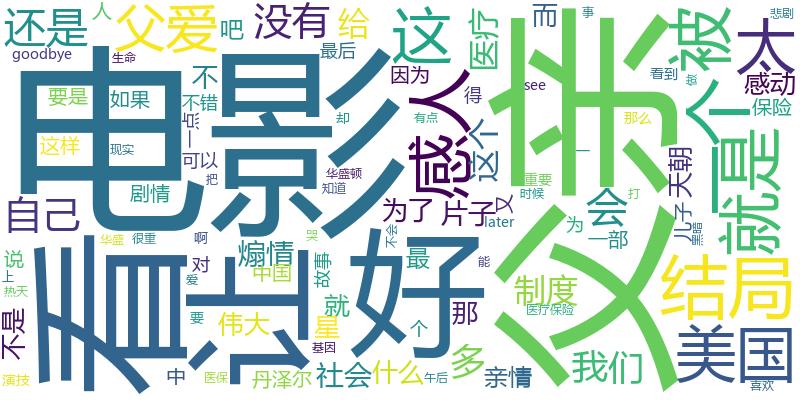 还是
父爱
人
吧
没有
给
这
医疗
而
被
太
事
悲剧
goodbye
生命
最后
因为
感人
看到
感动
电影
父亲
要是
如果
不
不错
一点
得
see
个
保险
那么
就是
这样
现实
可以
却
有点
这个
剧情
华盛顿
知道
把
重要
一
时候
打
天朝
儿子
黑暗
自己
为了
片子
又
later
会
为
一部
华盛
很重
啊
哭
不会
看
让
好
煽情
对
说
上
热天
不是
中国
爱
故事
最
那
能
制度
医疗保险
结局
要
伟大
就
星
个
基因
多
我们
美国
演技
中
医保
丹泽尔
社会
什么
午后
亲情
喜欢